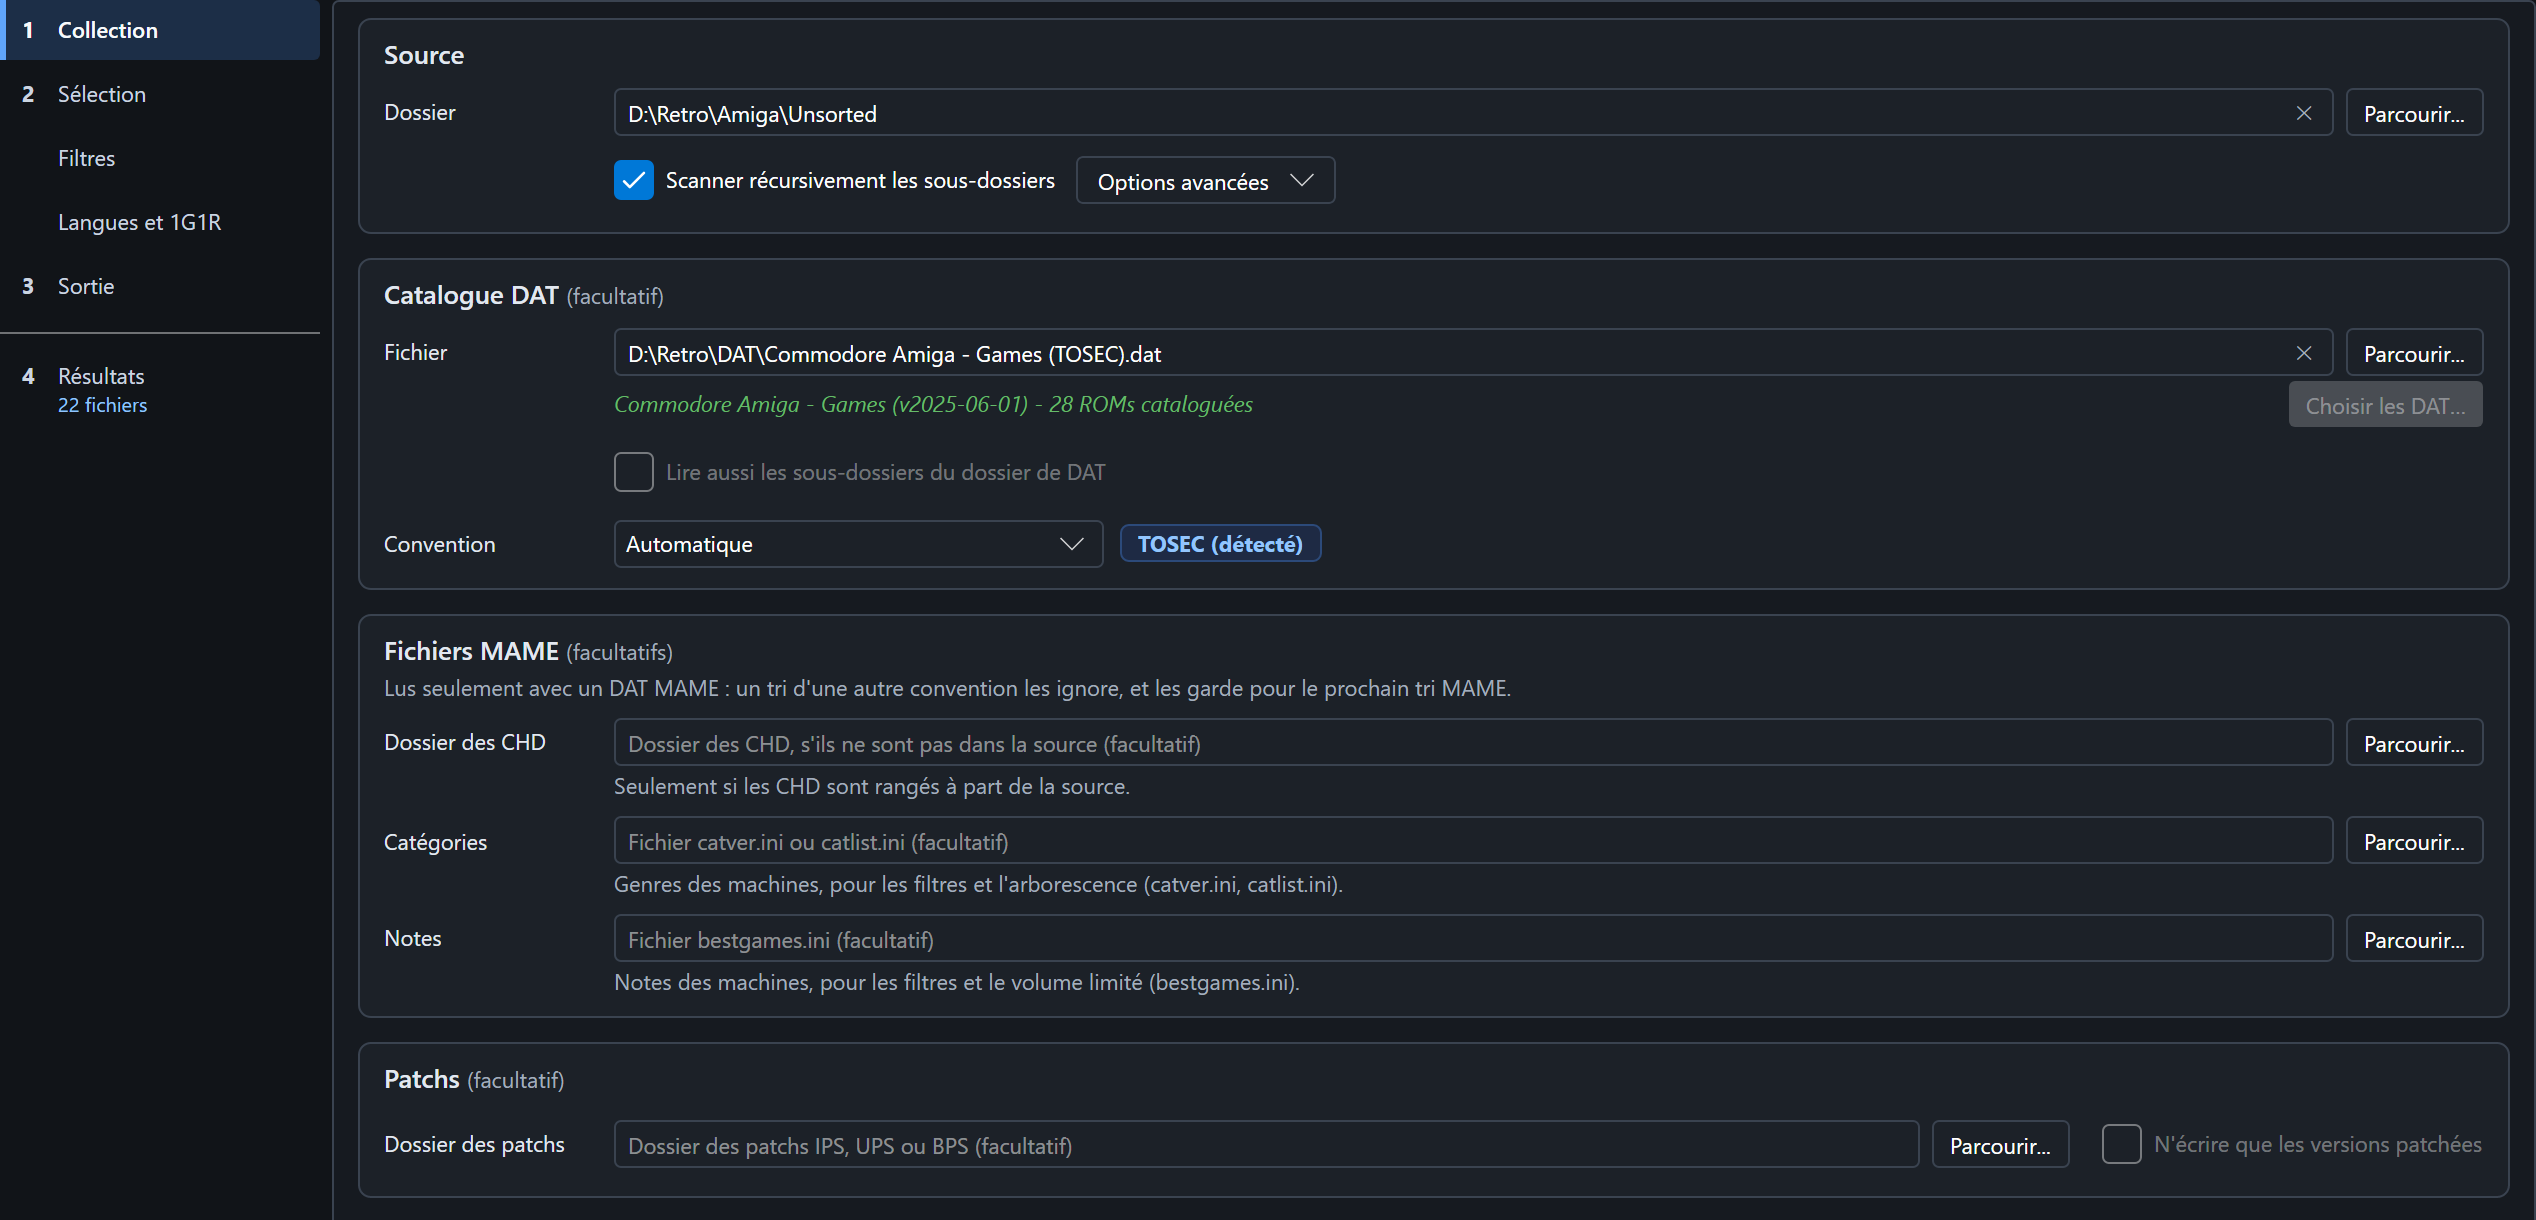 1 Collection
2 Sélection
Filtres
Langues et 1G1R
3 Sortie
4 Résultats
22 fichiers
Source
Dossier D:\Retro\Amiga\Unsorted Parcourir...
Scanner récursivement les sous-dossiers Options avancées
Catalogue DAT (facultatif)
Fichier D:\Retro\DAT\Commodore Amiga - Games (TOSEC).dat Parcourir...
Commodore Amiga - Games (v2025-06-01) - 28 ROMs cataloguées Choisir les DAT...
Lire aussi les sous-dossiers du dossier de DAT
Convention Automatique TOSEC (détecté)
Fichiers MAME (facultatifs)
Lus seulement avec un DAT MAME : un tri d'une autre convention les ignore, et les garde pour le prochain tri MAME.
Dossier des CHD Dossier des CHD, s'ils ne sont pas dans la source (facultatif) Parcourir...
Seulement si les CHD sont rangés à part de la source.
Catégories Fichier catver.ini ou catlist.ini (facultatif) Parcourir...
Genres des machines, pour les filtres et l'arborescence (catver.ini, catlist.ini).
Notes Fichier bestgames.ini (facultatif) Parcourir...
Notes des machines, pour les filtres et le volume limité (bestgames.ini).
Patchs (facultatif)
Dossier des patchs Dossier des patchs IPS, UPS ou BPS (facultatif) Parcourir... N'écrire que les versions patchées